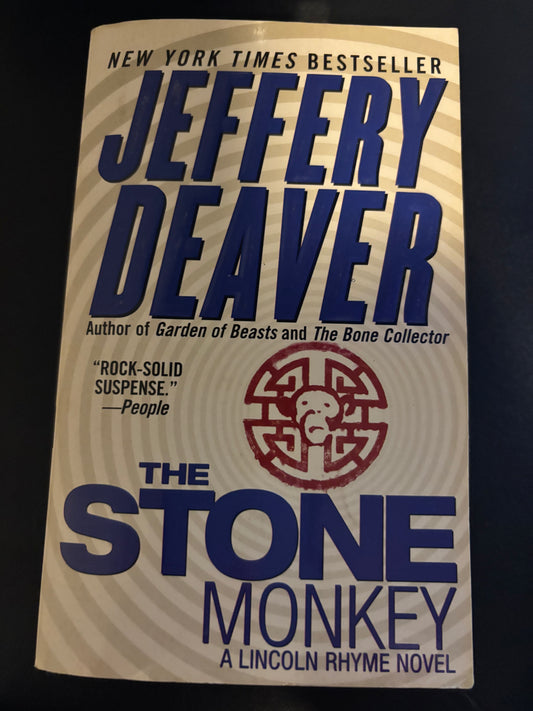 NEW YORK TIMES BESTSELLER
JEFFERY
DEAVER
Author of Garden of Beasts and The Bone Collector
“ROCK-SOLID
SUSPENSE.”
—People
THE
STONE
MONKEY
A LINCOLN RHYME NOVEL